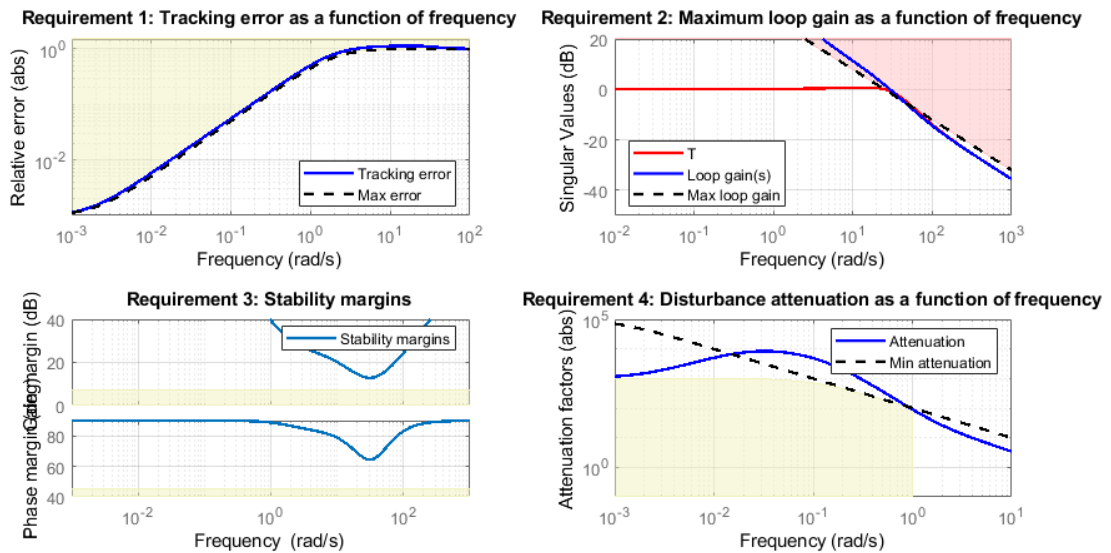 Requirement 1: Tracking error as a function of frequency
Relative error (abs)
10^0
10^-2
Tracking error
Max error
10^-3 10^-2 10^-1 10^0 10^1 10^2
Frequency (rad/s)
Requirement 2: Maximum loop gain as a function of frequency
Singular Values (dB)
20
0
-20
-40
T
Loop gain(s)
Max loop gain
10^-2 10^-1 10^0 10^1 10^2 10^3
Frequency (rad/s)
Requirement 3: Stability margins
Gain margin (dB)
40
20
0
Stability margins
Phase margin (deg)
80
60
40
10^-2 10^0 10^2
Frequency (rad/s)
Requirement 4: Disturbance attenuation as a function of frequency
Attenuation factors (abs)
10^5
10^0
Attenuation
Min attenuation
10^-3 10^-2 10^-1 10^0 10^1
Frequency (rad/s)